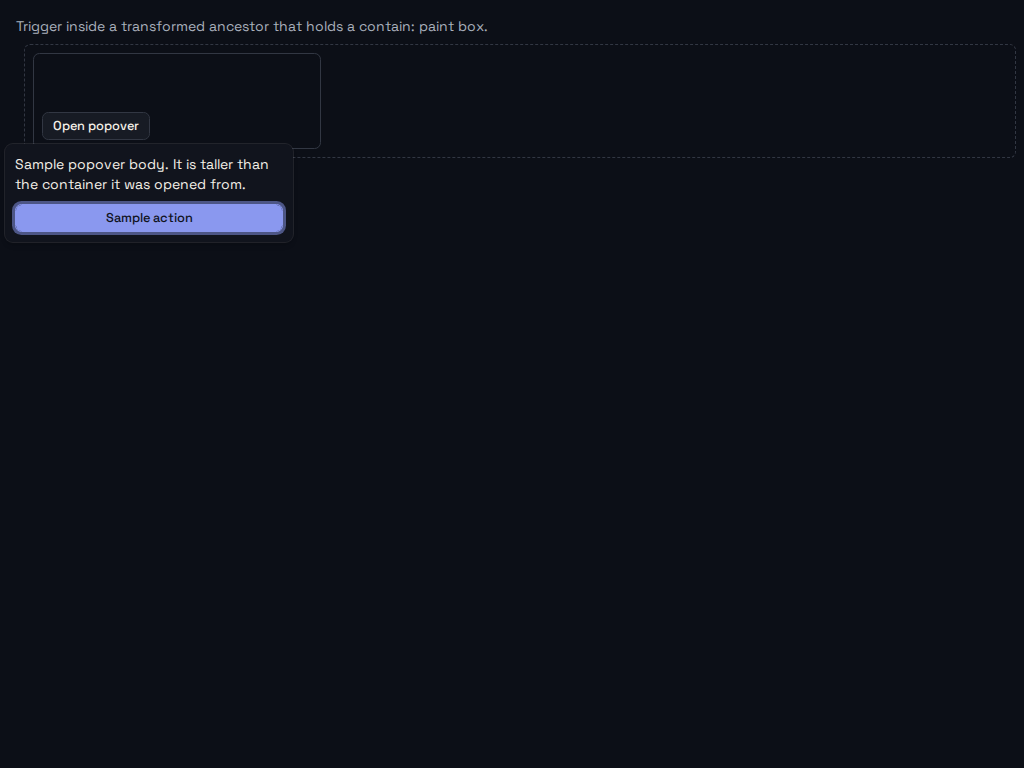 Trigger inside a transformed ancestor that holds a contain: paint box.
Open popover
Sample popover body. It is taller than
the container it was opened from.
Sample action